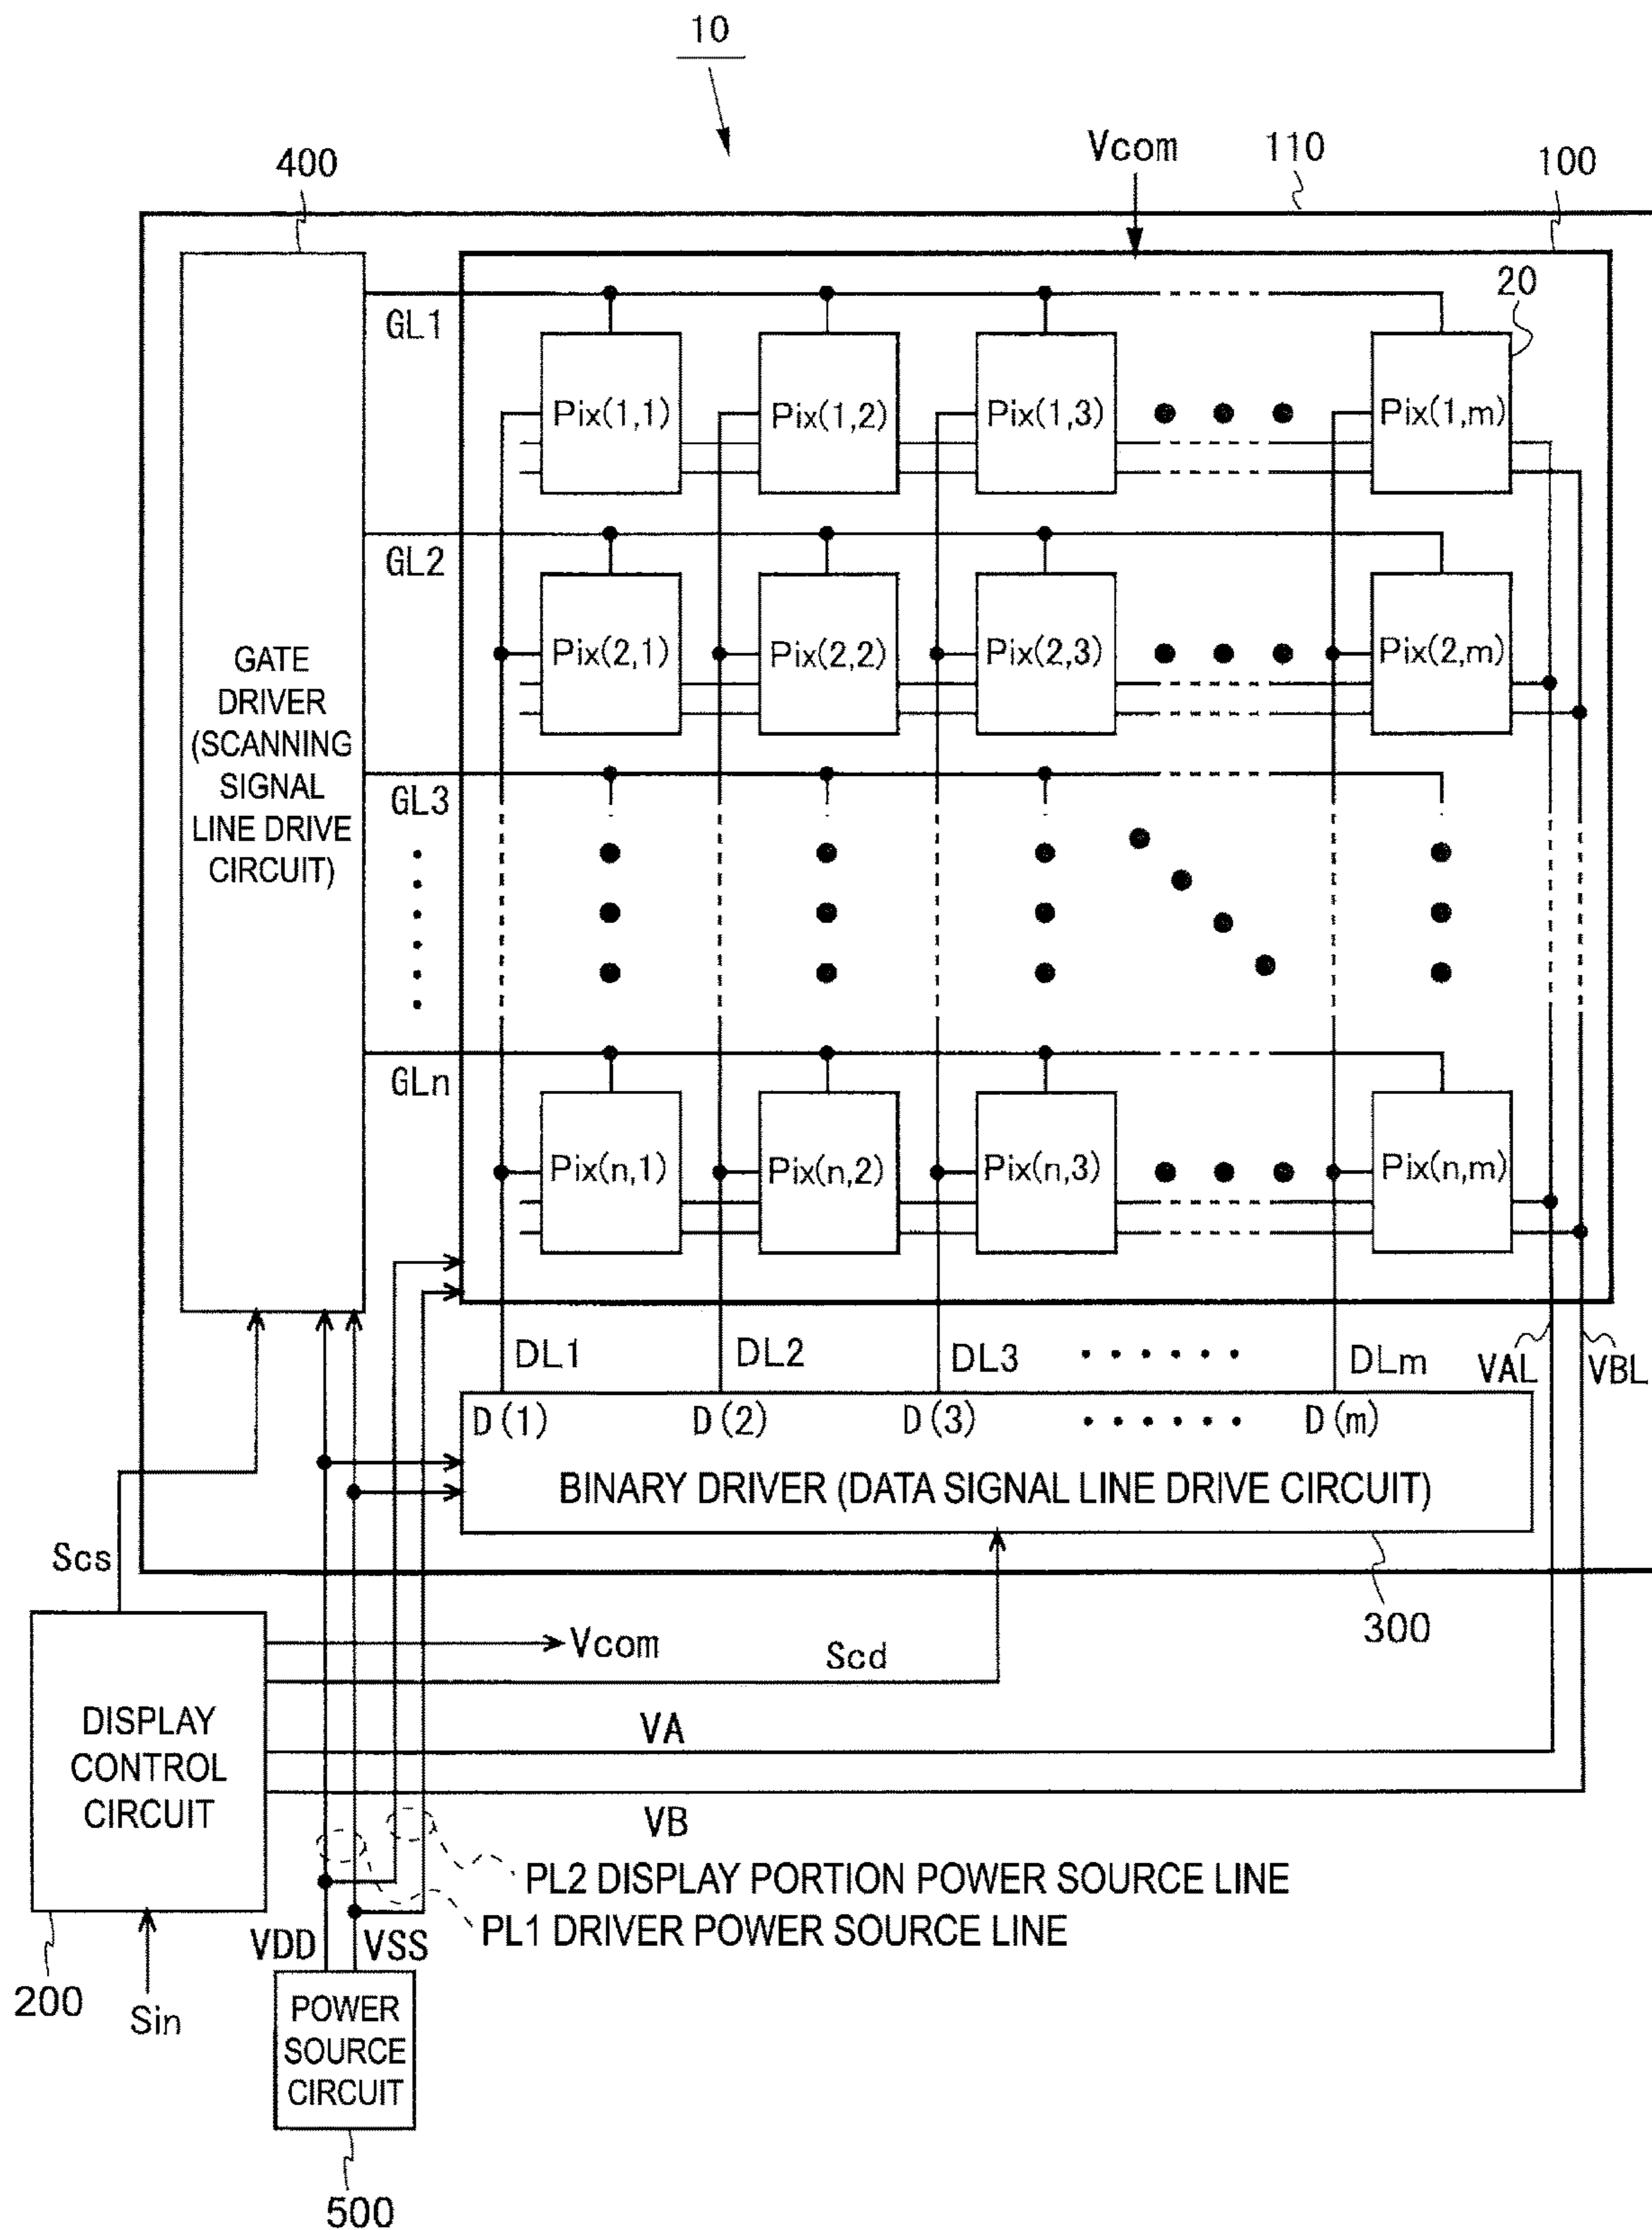 10
Vcom
110
100
400
20
GL1
Pix(1,1)
Pix(1,2)
Pix(1,3)
Pix(1,m)
GL2
Pix(2,1)
Pix(2,2)
Pix(2,3)
Pix(2,m)
GATE
DRIVER
(SCANNING
SIGNAL
LINE DRIVE
CIRCUIT)
GL3
GLn
Pix(n,1)
Pix(n,2)
Pix(n,3)
Pix(n,m)
DL1
DL2
DL3
DLm
VAL
VBL
D(1)
D(2)
D(3)
D(m)
BINARY DRIVER (DATA SIGNAL LINE DRIVE CIRCUIT)
Scs
300
Vcom
Scd
DISPLAY
CONTROL
CIRCUIT
VA
VB
PL2 DISPLAY PORTION POWER SOURCE LINE
PL1 DRIVER POWER SOURCE LINE
VDD
VSS
200
Sin
POWER
SOURCE
CIRCUIT
500